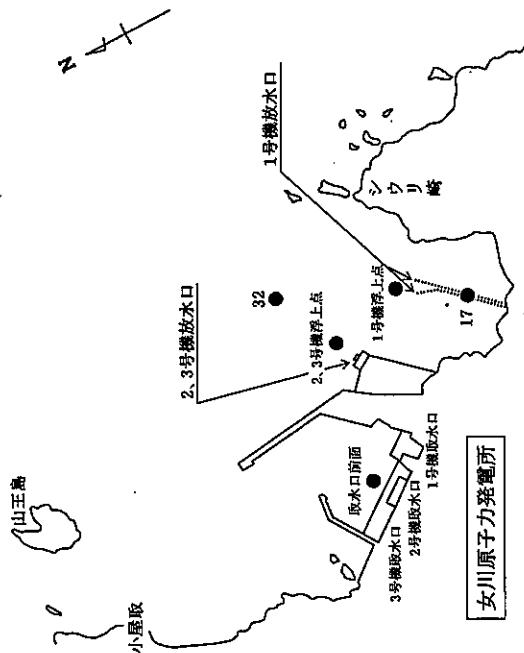 N
山王島
小屋取
2、3号機放水口
1号機放水口
32
2、3号機浮上点
1号機浮上点
17
シウリ崎
取水口前面
3号機取水口
2号機取水口
1号機取水口
女川原子力発電所